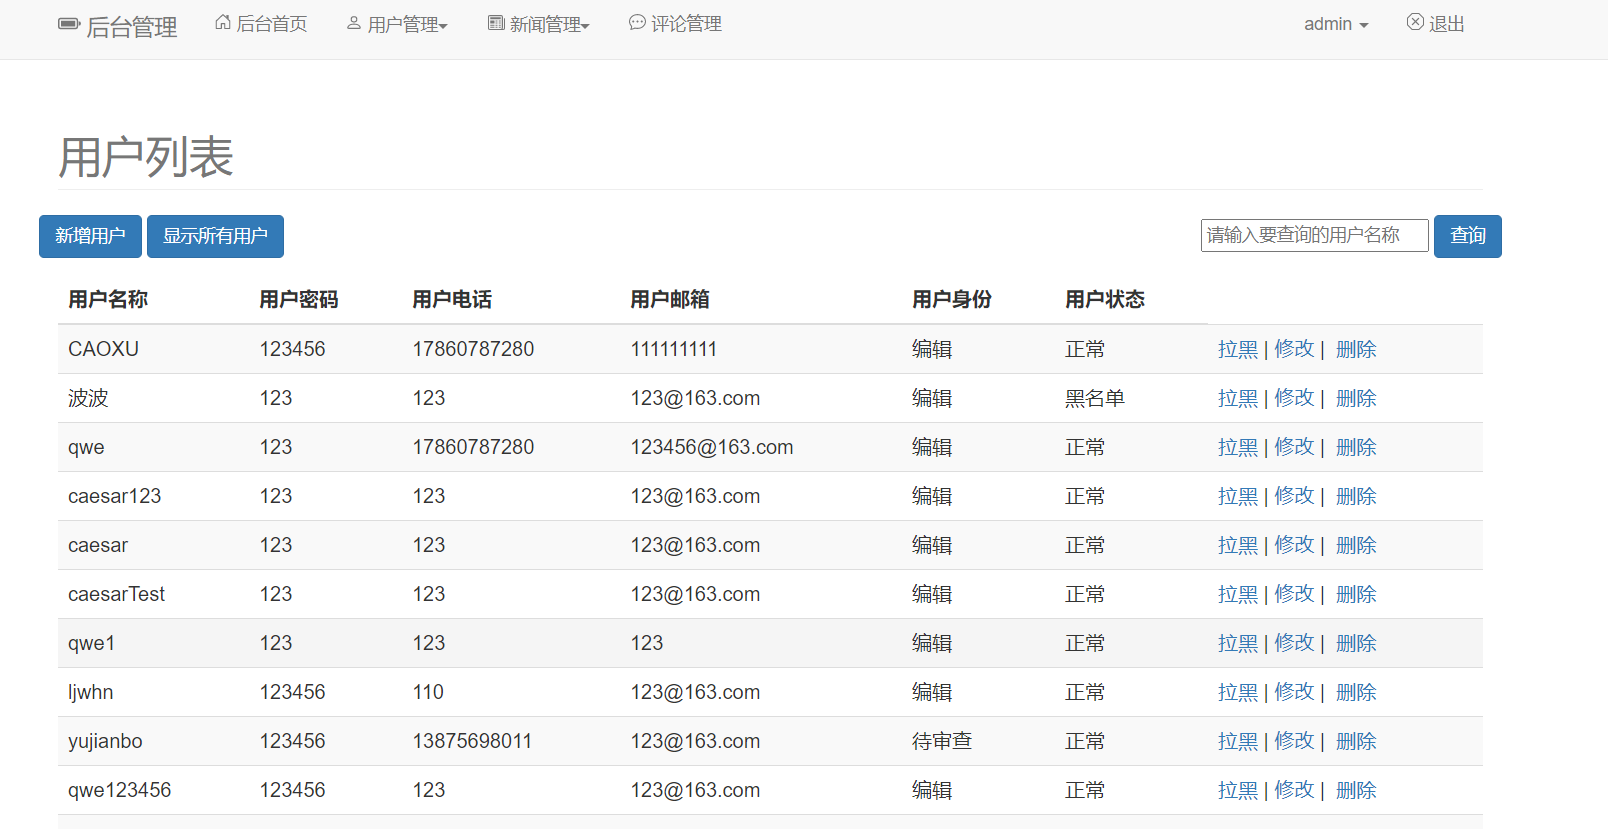 后台管理 后台首页 用户管理 新闻管理 评论管理 admin 退出
用户列表
新增用户 显示所有用户 请输入要查询的用户名称 查询
用户名称 用户密码 用户电话 用户邮箱 用户身份 用户状态
CAOXU 123456 17860787280 111111111 编辑 正常 拉黑 | 修改 | 删除
波波 123 123 123@163.com 编辑 黑名单 拉黑 | 修改 | 删除
qwe 123 17860787280 123456@163.com 编辑 正常 拉黑 | 修改 | 删除
caesar123 123 123 123@163.com 编辑 正常 拉黑 | 修改 | 删除
caesar 123 123 123@163.com 编辑 正常 拉黑 | 修改 | 删除
caesarTest 123 123 123@163.com 编辑 正常 拉黑 | 修改 | 删除
qwe1 123 123 123 编辑 正常 拉黑 | 修改 | 删除
ljwhn 123456 110 123@163.com 编辑 正常 拉黑 | 修改 | 删除
yujianbo 123456 13875698011 123@163.com 待审查 正常 拉黑 | 修改 | 删除
qwe123456 123456 123 123@163.com 编辑 正常 拉黑 | 修改 | 删除